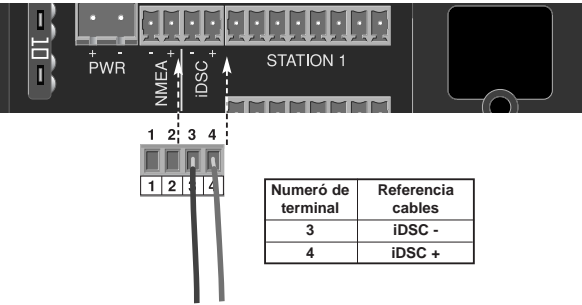 10
+ -
PWR
- +
NMEA
- +
iDSC
STATION 1
1 2 3 4
1 2 3 4
Numeró de terminal
Referencia cables
3 iDSC -
4 iDSC +